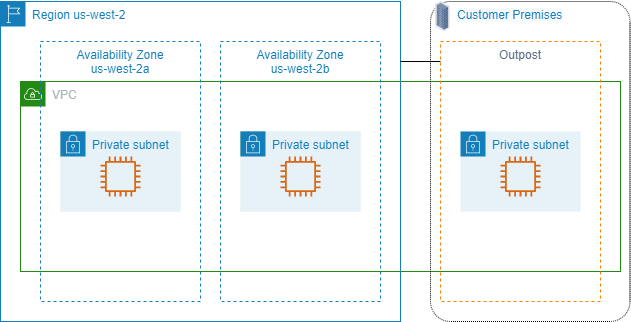 Region us-west-2
Customer Premises
Availability Zone
us-west-2a
Availability Zone
us-west-2b
Outpost
VPC
Private subnet
Private subnet
Private subnet